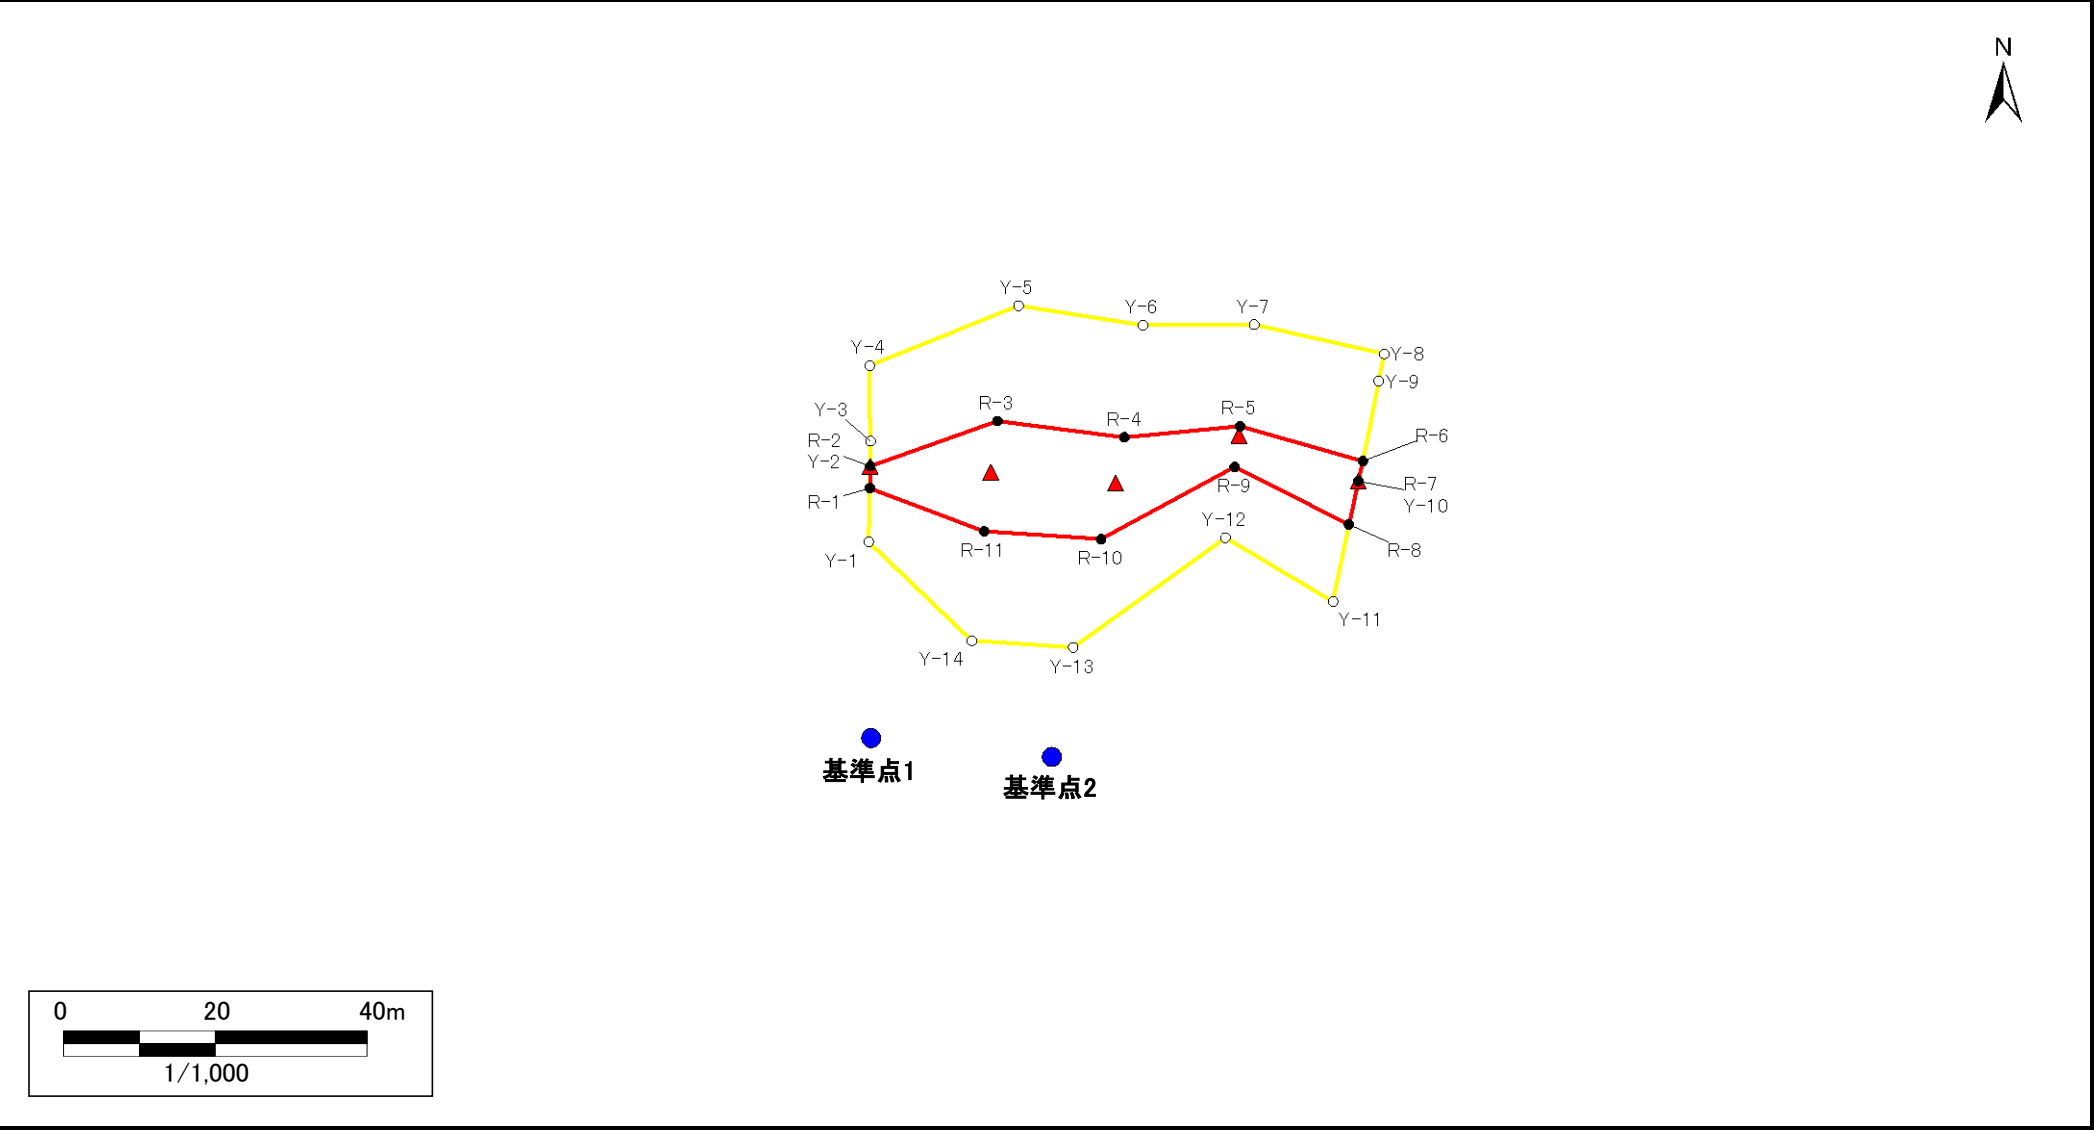 N
Y-5
Y-6
Y-7
Y-4
Y-8
Y-9
Y-3
R-3
R-4
R-5
R-2
Y-2
R-6
R-1
R-9
R-7
Y-10
Y-12
Y-1
R-11
R-10
R-8
Y-11
Y-14
Y-13
基準点1
基準点2
0 20 40m
1/1,000